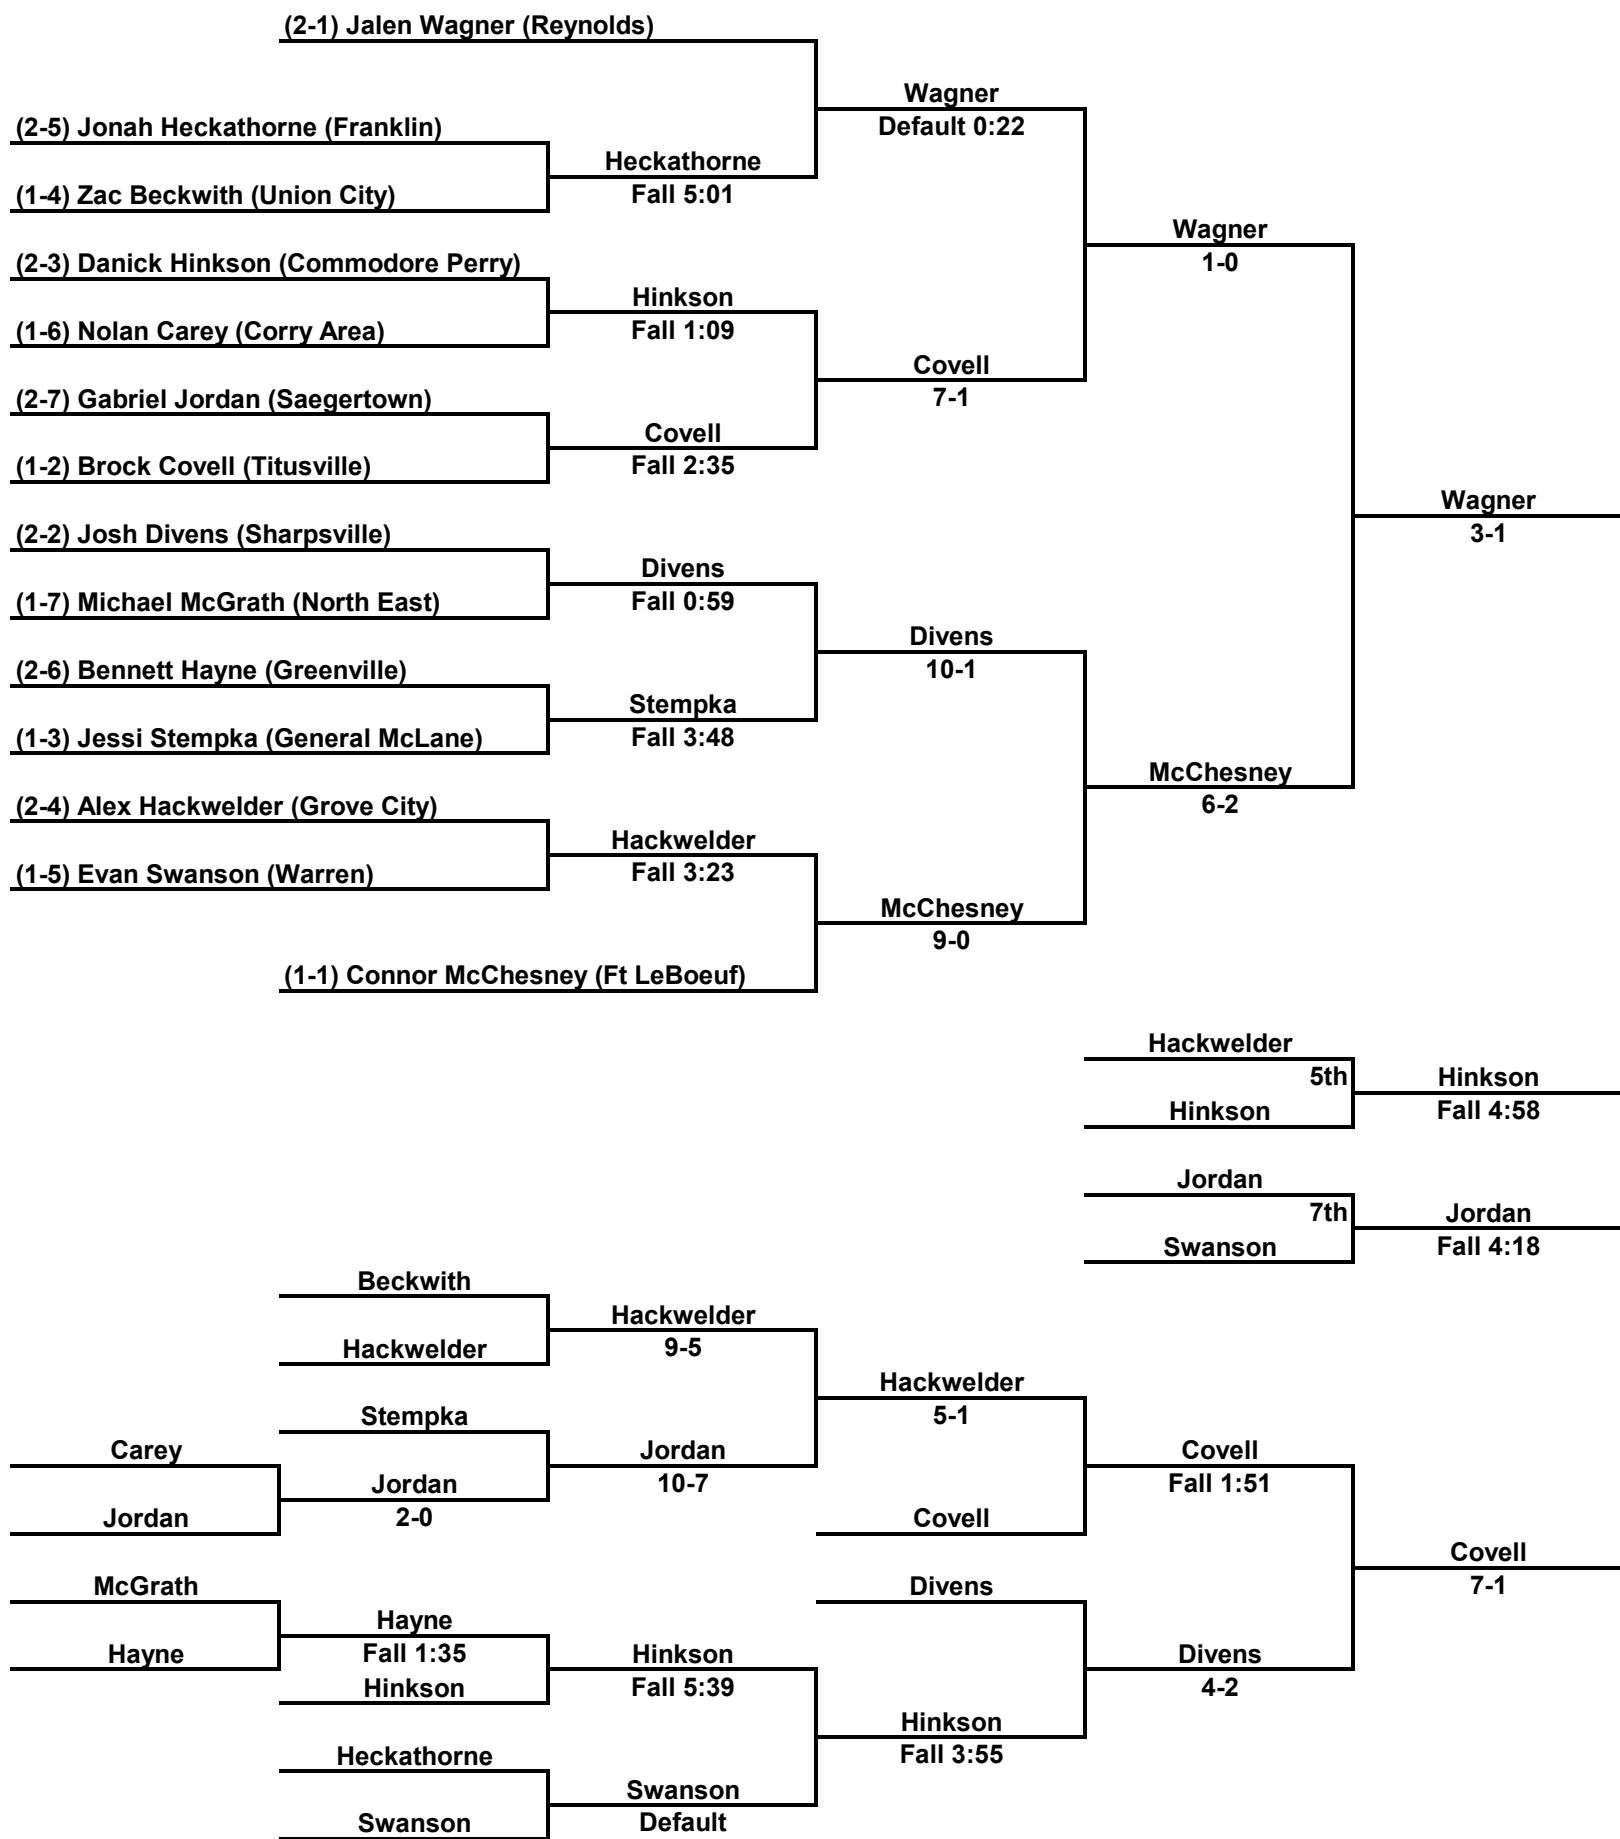 (2-1) Jalen Wagner (Reynolds)
Wagner
Default 0:22
(2-5) Jonah Heckathorne (Franklin)
Heckathorne
Fall 5:01
(1-4) Zac Beckwith (Union City)
Wagner
1-0
(2-3) Danick Hinkson (Commodore Perry)
Hinkson
Fall 1:09
(1-6) Nolan Carey (Corry Area)
Covell
7-1
(2-7) Gabriel Jordan (Saegertown)
Covell
Fall 2:35
(1-2) Brock Covell (Titusville)
Wagner
3-1
(2-2) Josh Divens (Sharpsville)
Divens
Fall 0:59
(1-7) Michael McGrath (North East)
Divens
10-1
(2-6) Bennett Hayne (Greenville)
Stempka
Fall 3:48
(1-3) Jessi Stempka (General McLane)
McChesney
6-2
(2-4) Alex Hackwelder (Grove City)
Hackwelder
Fall 3:23
(1-5) Evan Swanson (Warren)
McChesney
9-0
(1-1) Connor McChesney (Ft LeBoeuf)
Hackwelder
5th
Hinkson
Hinkson
Fall 4:58
Jordan
7th
Swanson
Jordan
Fall 4:18
Beckwith
Hackwelder
Hackwelder
9-5
Hackwelder
5-1
Stempka
Carey
Jordan
Jordan
2-0
Jordan
10-7
Covell
Covell
Fall 1:51
Covell
7-1
McGrath
Hayne
Hayne
Fall 1:35
Hinkson
Hinkson
Fall 5:39
Divens
Divens
4-2
Hinkson
Fall 3:55
Heckathorne
Swanson
Swanson
Default